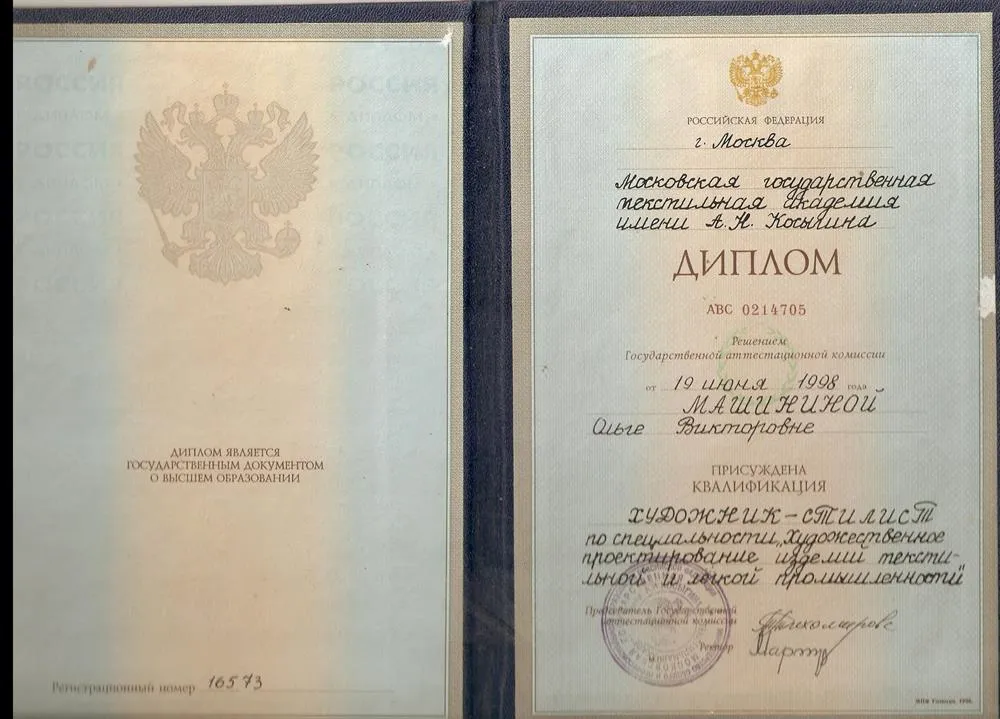 ДИПЛОМ ЯВЛЯЕТСЯ
ГОСУДАРСТВЕННЫМ ДОКУМЕНТОМ
О ВЫСШЕМ ОБРАЗОВАНИИ
Регистрационный номер 16573
РОССИЙСКАЯ ФЕДЕРАЦИЯ
г. Москва
Московская государственная
текстильная академия
имени А.Н. Косыгина
ДИПЛОМ
АВС 0214705
Решением
Государственной аттестационной комиссии
от 19 июня 1998 года
МАШИНИНОЙ
Ольге Викторовне
ПРИСУЖДЕНА
КВАЛИФИКАЦИЯ
ХУДОЖНИК-СТИЛИСТ
по специальности „Художественное
проектирование изделий тексти-
льной и легкой промышленности"
Председатель Государственной
аттестационной комиссии
Ректор